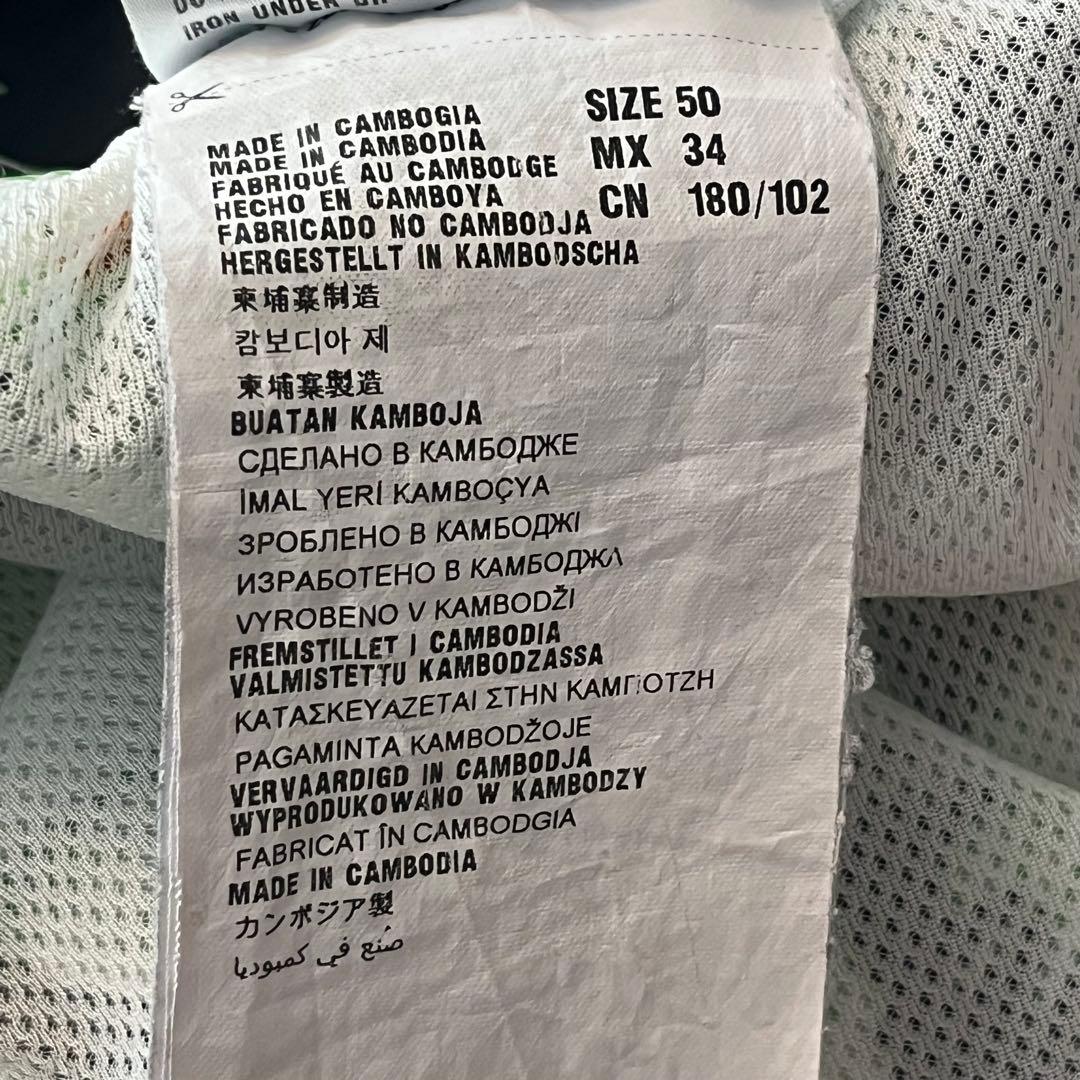 IRON UNDER
MADE IN CAMBOGIA
MADE IN CAMBODIA
FABRIQUÉ AU CAMBODGE
HECHO EN CAMBOYA
FABRICADO NO CAMBODJA
HERGESTELLT IN KAMBODSCHA
SIZE 50
MX 34
CN 180/102
柬埔寨制造
캄보디아 제
柬埔寨製造
BUATAN KAMBOJA
СДЕЛАНО В КАМБОДЖЕ
İMAL YERİ KAMBOÇYA
ЗРОБЛЕНО В КАМБОДЖІ
ИЗРАБОТЕНО В КАМБОДЖА
VYROBENO V KAMBODŽI
FREMSTILLET I CAMBODIA
VALMISTETTU KAMBODZASSA
ΚΑΤΑΣΚΕΥΑΖΕΤΑΙ ΣΤΗΝ ΚΑΜΠΟΤΖΗ
PAGAMINTA KAMBODŽOJE
VERVAARDIGD IN CAMBODJA
WYPRODUKOWANO W KAMBODZY
FABRICAT ÎN CAMBODGIA
MADE IN CAMBODIA
カンボジア製
صُنع في كمبوديا